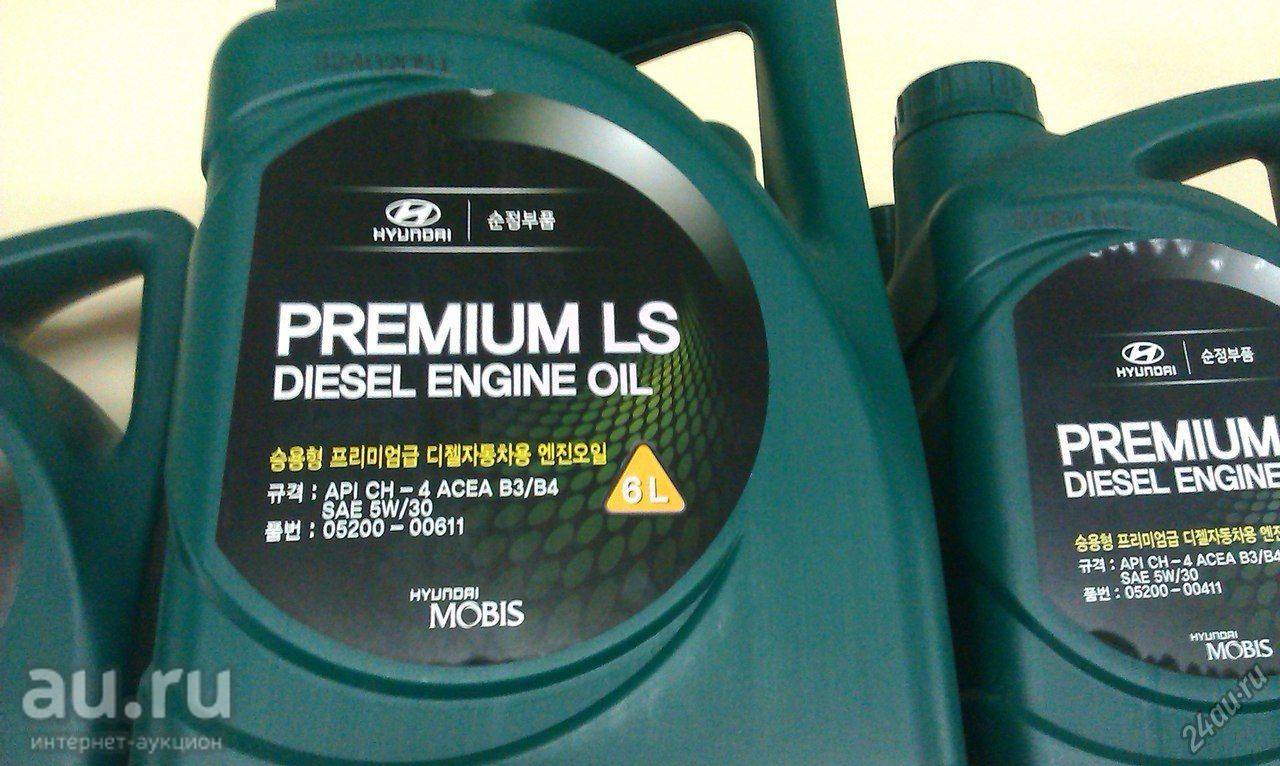 HYUNDAI 순정부품
PREMIUM LS
DIESEL ENGINE OIL
승용형 프리미엄급 디젤자동차용 엔진오일
규격 : API CH - 4 ACEA B3/B4
SAE 5W/30
품번 : 05200 - 00611
6 L
HYUNDAI
MOBIS
HYUNDAI 순정부품
PREMIUM
DIESEL ENGINE
승용형 프리미엄급 디젤자동차용 엔진
규격 : API CH - 4 ACEA B3/B4
SAE 5W/30
품번 : 05200 - 00411
HYUNDAI
MOBIS
au.ru
интернет-аукцион
24au.ru